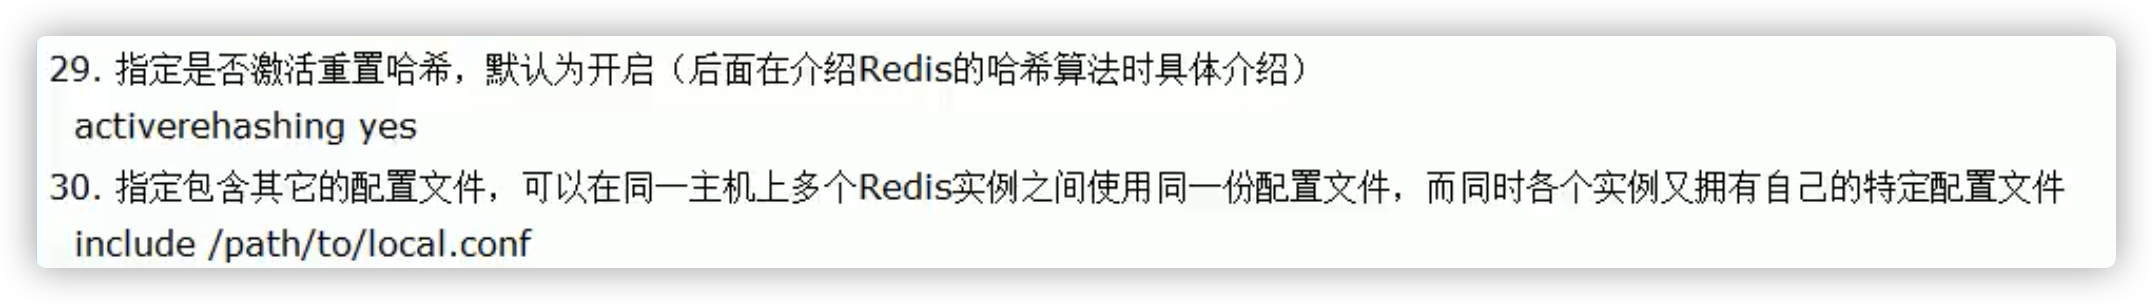 29. 指定是否激活重置哈希，默认为开启（后面在介绍Redis的哈希算法时具体介绍）
activerehashing yes
30. 指定包含其它的配置文件，可以在同一主机上多个Redis实例之间使用同一份配置文件，而同时各个实例又拥有自己的特定配置文件
include /path/to/local.conf